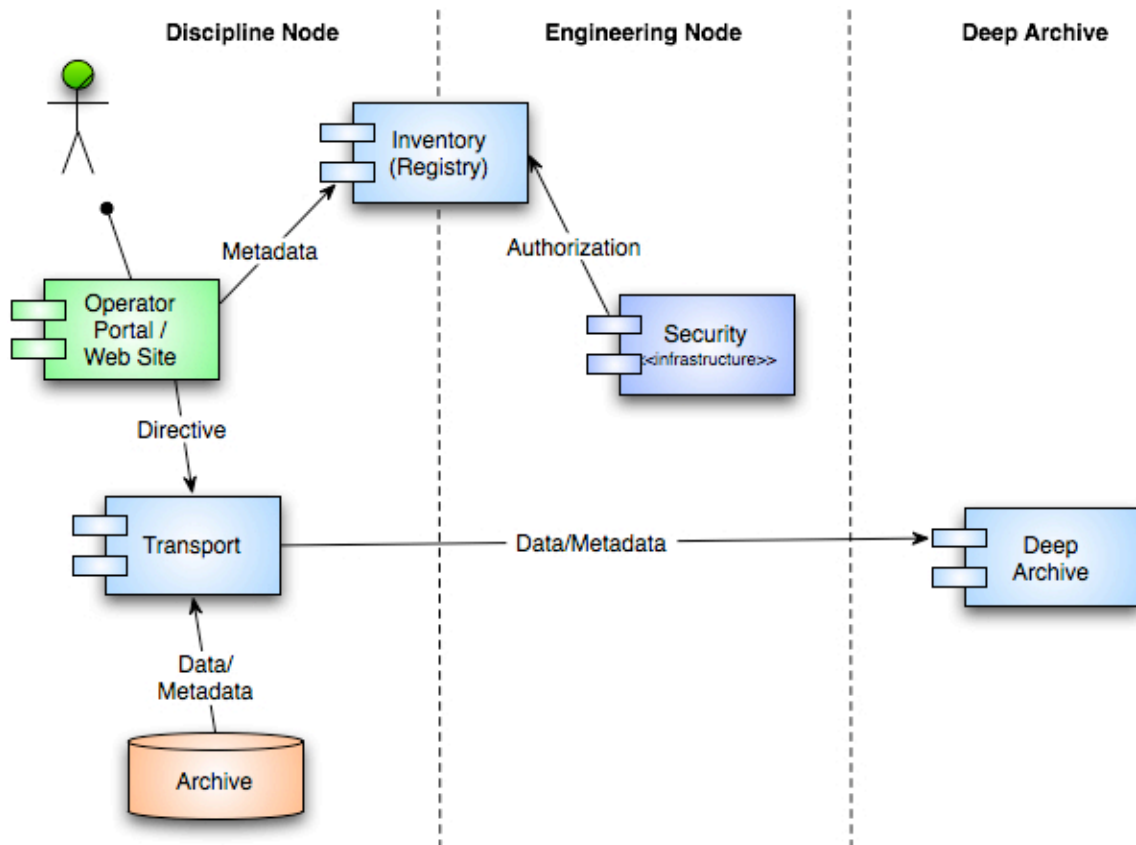 Discipline Node
Engineering Node
Deep Archive
Inventory
(Registry)
Metadata
Authorization
Operator
Portal /
Web Site
Security
<<infrastructure>>
Directive
Transport
Data/Metadata
Deep
Archive
Data/
Metadata
Archive